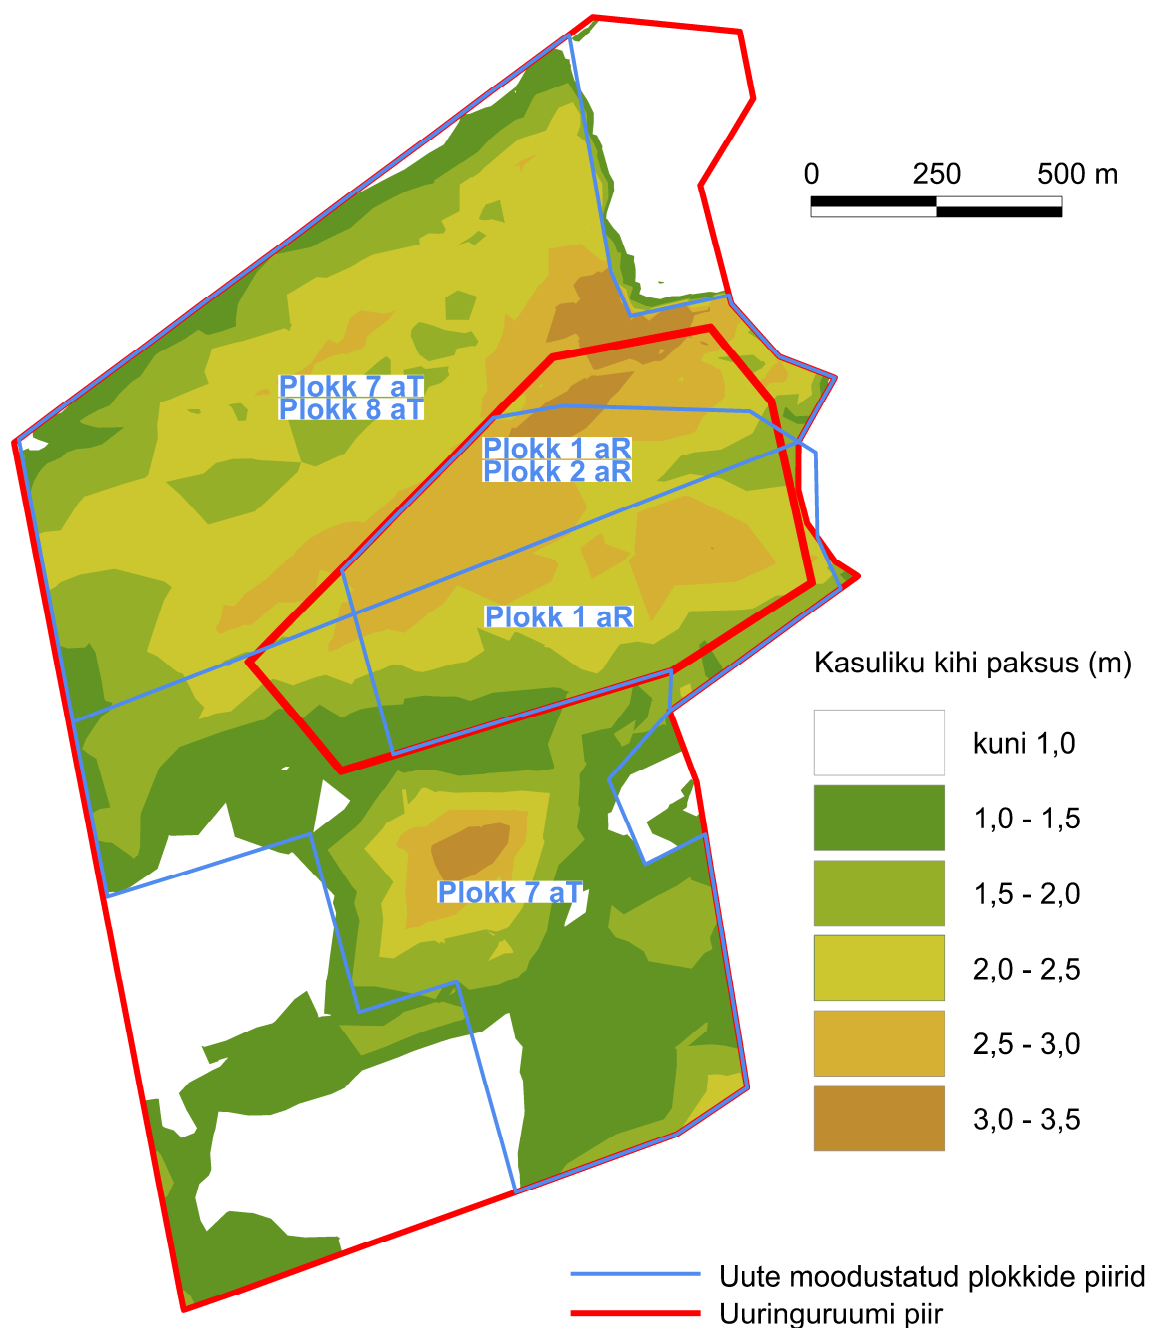 0 250 500 m
Plokk 7 aT
Plokk 8 aT
Plokk 1 aR
Plokk 2 aR
Plokk 1 aR
Plokk 7 aT
Kasuliku kihi paksus (m)
kuni 1,0
1,0 - 1,5
1,5 - 2,0
2,0 - 2,5
2,5 - 3,0
3,0 - 3,5
Uute moodustatud plokkide piirid
Uuringuruumi piir